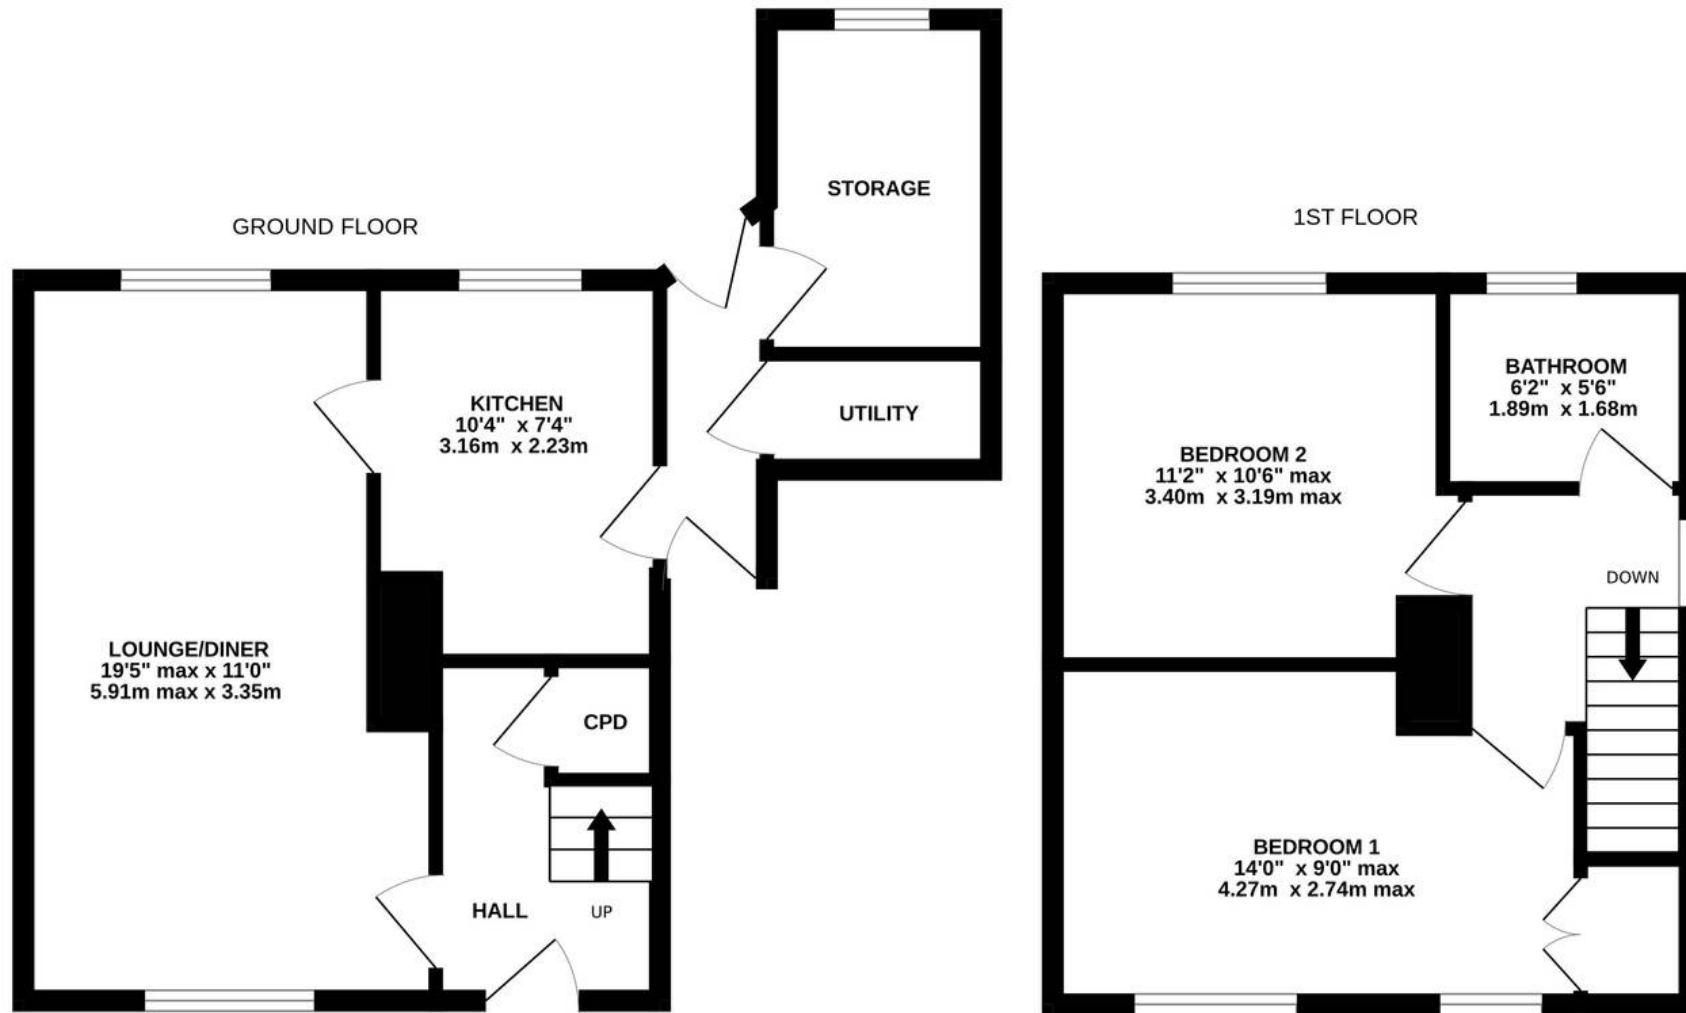 GROUND FLOOR
STORAGE
KITCHEN
10'4" x 7'4"
3.16m x 2.23m
UTILITY
LOUNGE/DINER
19'5" max x 11'0"
5.91m max x 3.35m
CPD
HALL
UP
1ST FLOOR
BATHROOM
6'2" x 5'6"
1.89m x 1.68m
BEDROOM 2
11'2" x 10'6" max
3.40m x 3.19m max
DOWN
BEDROOM 1
14'0" x 9'0" max
4.27m x 2.74m max